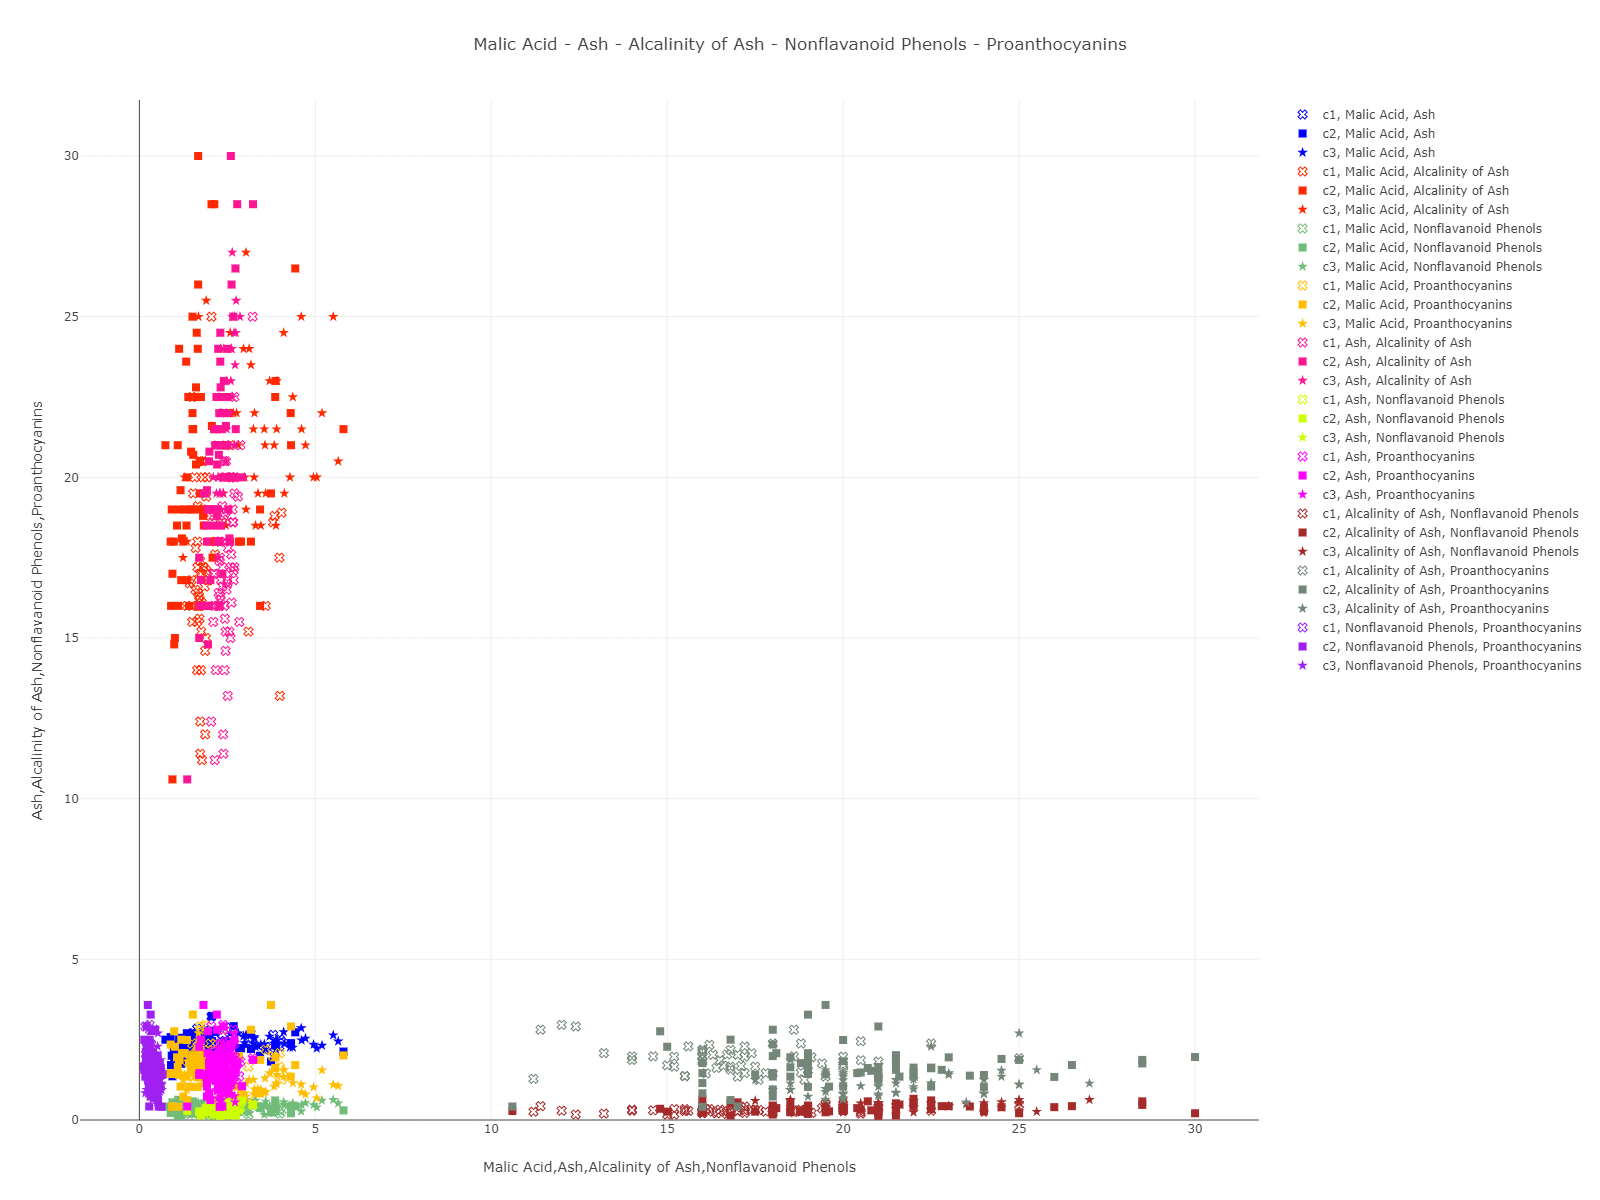 Malic Acid - Ash - Alcalinity of Ash - Nonflavanoid Phenols - Proanthocyanins
c1, Malic Acid, Ash
c2, Malic Acid, Ash
c3, Malic Acid, Ash
c1, Malic Acid, Alcalinity of Ash
c2, Malic Acid, Alcalinity of Ash
c3, Malic Acid, Alcalinity of Ash
c1, Malic Acid, Nonflavanoid Phenols
c2, Malic Acid, Nonflavanoid Phenols
c3, Malic Acid, Nonflavanoid Phenols
c1, Malic Acid, Proanthocyanins
c2, Malic Acid, Proanthocyanins
c3, Malic Acid, Proanthocyanins
c1, Ash, Alcalinity of Ash
c2, Ash, Alcalinity of Ash
c3, Ash, Alcalinity of Ash
c1, Ash, Nonflavanoid Phenols
c2, Ash, Nonflavanoid Phenols
c3, Ash, Nonflavanoid Phenols
c1, Ash, Proanthocyanins
c2, Ash, Proanthocyanins
c3, Ash, Proanthocyanins
c1, Alcalinity of Ash, Nonflavanoid Phenols
c2, Alcalinity of Ash, Nonflavanoid Phenols
c3, Alcalinity of Ash, Nonflavanoid Phenols
c1, Alcalinity of Ash, Proanthocyanins
c2, Alcalinity of Ash, Proanthocyanins
c3, Alcalinity of Ash, Proanthocyanins
c1, Nonflavanoid Phenols, Proanthocyanins
c2, Nonflavanoid Phenols, Proanthocyanins
c3, Nonflavanoid Phenols, Proanthocyanins
Ash,Alcalinity of Ash,Nonflavanoid Phenols,Proanthocyanins
30
25
20
15
10
5
0
0 5 10 15 20 25 30
Malic Acid,Ash,Alcalinity of Ash,Nonflavanoid Phenols